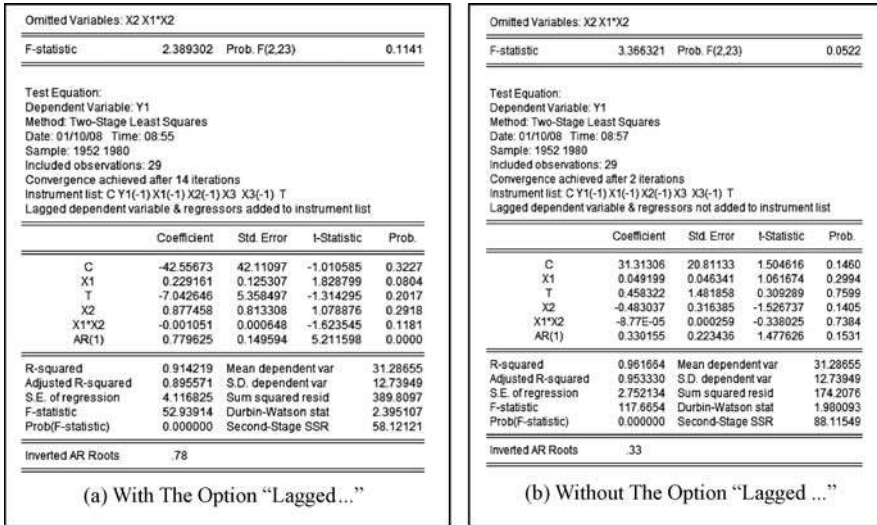 Omitted Variables: X2 X1*X2
F-statistic 2.389302 Prob. F(2,23) 0.1141
Test Equation:
Dependent Variable: Y1
Method: Two-Stage Least Squares
Date: 01/10/08 Time: 08:55
Sample: 1952 1980
Included observations: 29
Convergence achieved after 14 iterations
Instrument list: C Y1(-1) X1(-1) X2(-1) X3 X3(-1) T
Lagged dependent variable & regressors added to instrument list
Coefficient Std. Error t-Statistic Prob.
C -42.55673 42.11097 -1.010585 0.3227
X1 0.229161 0.125307 1.828799 0.0804
T -7.042646 5.358497 -1.314295 0.2017
X2 0.877458 0.813308 1.078876 0.2918
X1*X2 -0.001051 0.000648 -1.623545 0.1181
AR(1) 0.779625 0.149594 5.211598 0.0000
R-squared 0.914219 Mean dependent var 31.28655
Adjusted R-squared 0.895571 S.D. dependent var 12.73949
S.E. of regression 4.116825 Sum squared resid 389.8097
F-statistic 52.93914 Durbin-Watson stat 2.395107
Prob(F-statistic) 0.000000 Second-Stage SSR 58.12121
Inverted AR Roots .78
(a) With The Option “Lagged...”
Omitted Variables: X2 X1*X2
F-statistic 3.366321 Prob. F(2,23) 0.0522
Test Equation:
Dependent Variable: Y1
Method: Two-Stage Least Squares
Date: 01/10/08 Time: 08:57
Sample: 1952 1980
Included observations: 29
Convergence achieved after 2 iterations
Instrument list: C Y1(-1) X1(-1) X2(-1) X3 X3(-1) T
Lagged dependent variable & regressors not added to instrument list
Coefficient Std. Error t-Statistic Prob.
C 31.31306 20.81133 1.504616 0.1460
X1 0.049199 0.046341 1.061674 0.2994
T 0.458322 1.481858 0.309289 0.7599
X2 -0.483037 0.316385 -1.526737 0.1405
X1*X2 -8.77E-05 0.000259 -0.338025 0.7384
AR(1) 0.330155 0.223436 1.477626 0.1531
R-squared 0.961664 Mean dependent var 31.28655
Adjusted R-squared 0.953330 S.D. dependent var 12.73949
S.E. of regression 2.752134 Sum squared resid 174.2076
F-statistic 117.6654 Durbin-Watson stat 1.980093
Prob(F-statistic) 0.000000 Second-Stage SSR 88.11549
Inverted AR Roots .33
(b) Without The Option “Lagged ...”